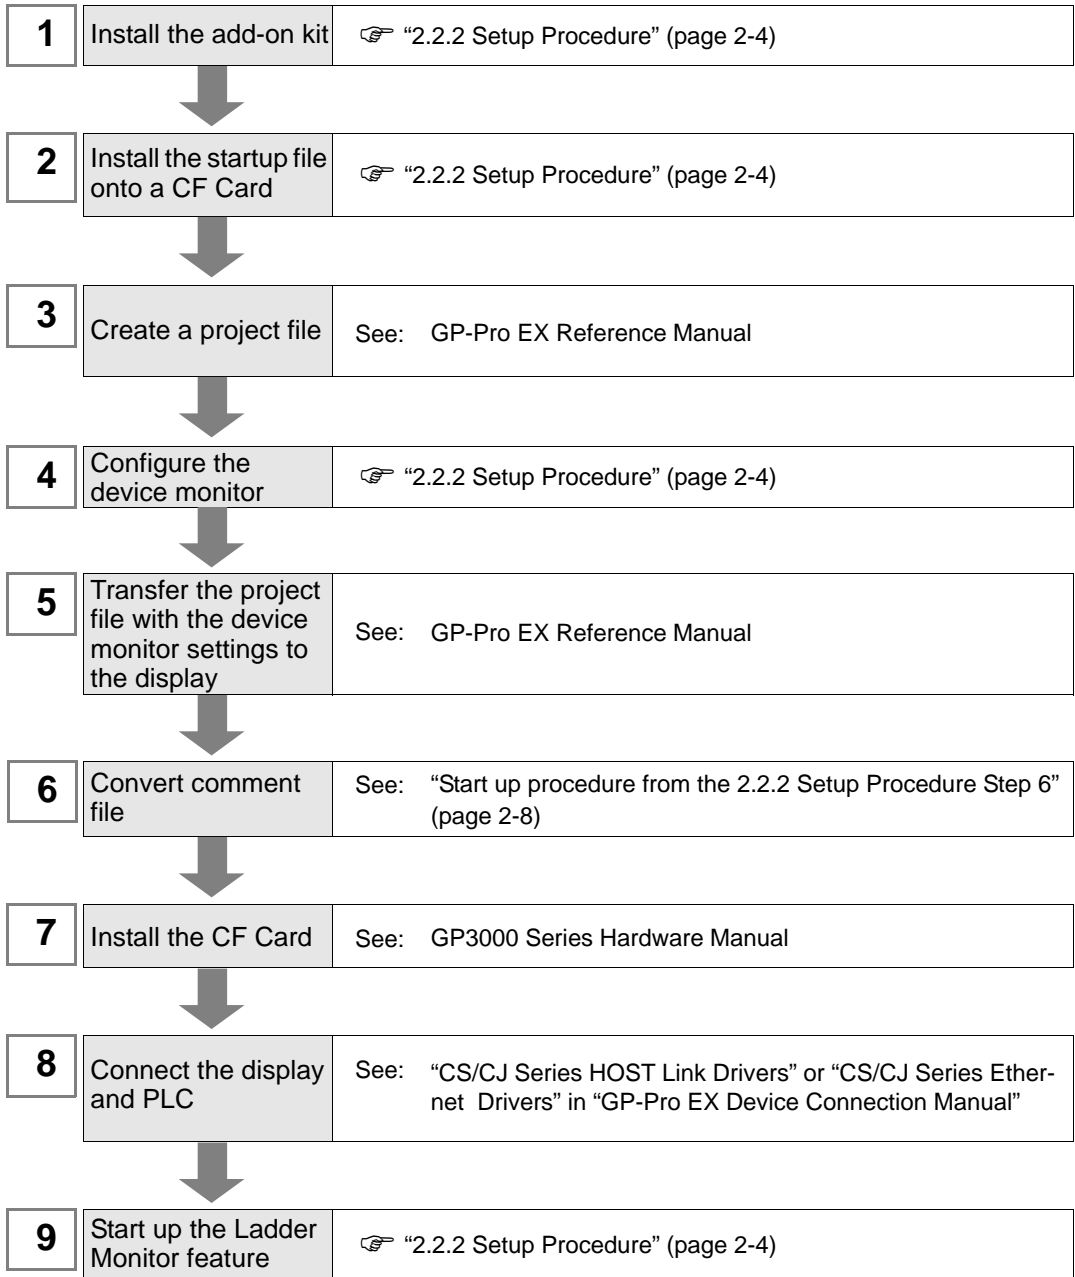 1
Install the add-on kit
☞ “2.2.2 Setup Procedure” (page 2-4)
2
Install the startup file
onto a CF Card
☞ “2.2.2 Setup Procedure” (page 2-4)
3
Create a project file
See: GP-Pro EX Reference Manual
4
Configure the
device monitor
☞ “2.2.2 Setup Procedure” (page 2-4)
5
Transfer the project
file with the device
monitor settings to
the display
See: GP-Pro EX Reference Manual
6
Convert comment
file
See: “Start up procedure from the 2.2.2 Setup Procedure Step 6”
(page 2-8)
7
Install the CF Card
See: GP3000 Series Hardware Manual
8
Connect the display
and PLC
See: “CS/CJ Series HOST Link Drivers” or “CS/CJ Series Ether-
net Drivers” in “GP-Pro EX Device Connection Manual”
9
Start up the Ladder
Monitor feature
☞ “2.2.2 Setup Procedure” (page 2-4)